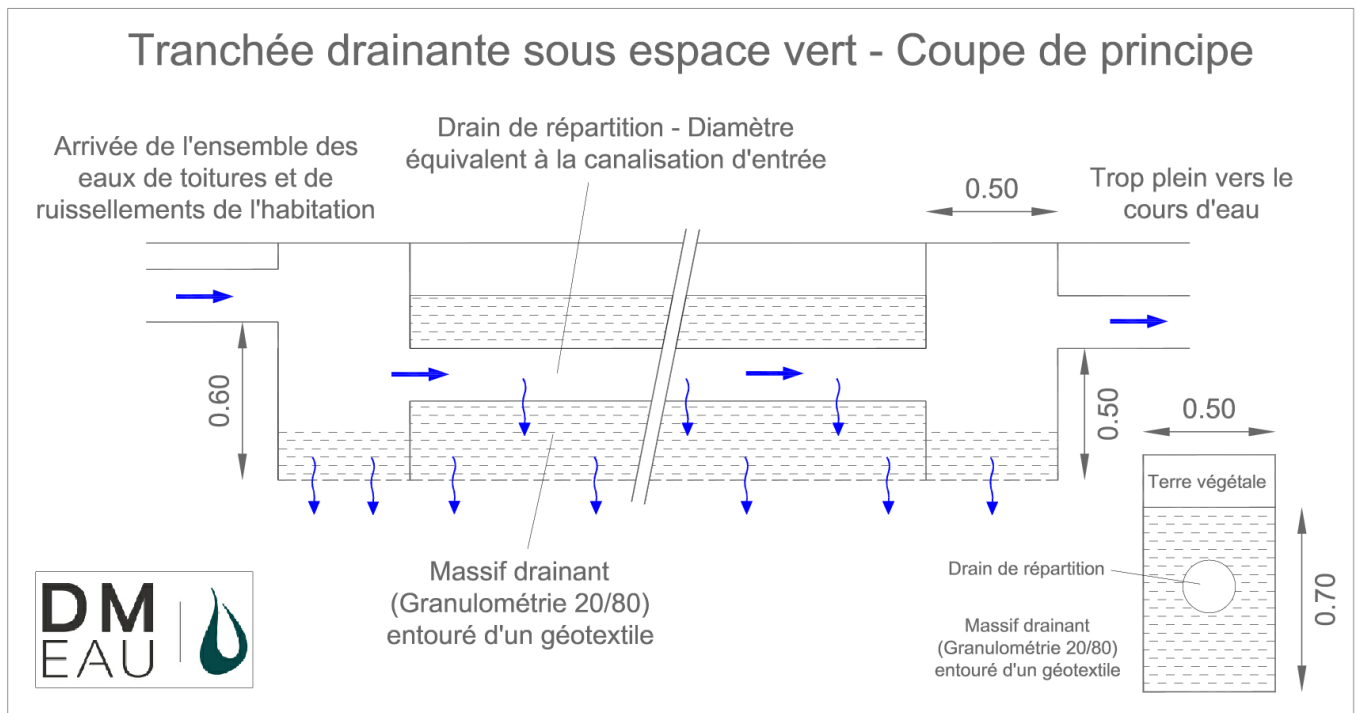 Tranchée drainante sous espace vert - Coupe de principe
Arrivée de l'ensemble des
eaux de toitures et de
ruissellements de l'habitation
Drain de répartition - Diamètre
équivalent à la canalisation d'entrée
0.50
Trop plein vers le
cours d'eau
0.60
0.50
0.50
Terre végétale
Drain de répartition
0.70
Massif drainant
(Granulométrie 20/80)
entouré d'un géotextile
Massif drainant
(Granulométrie 20/80)
entouré d'un géotextile
DM
EAU